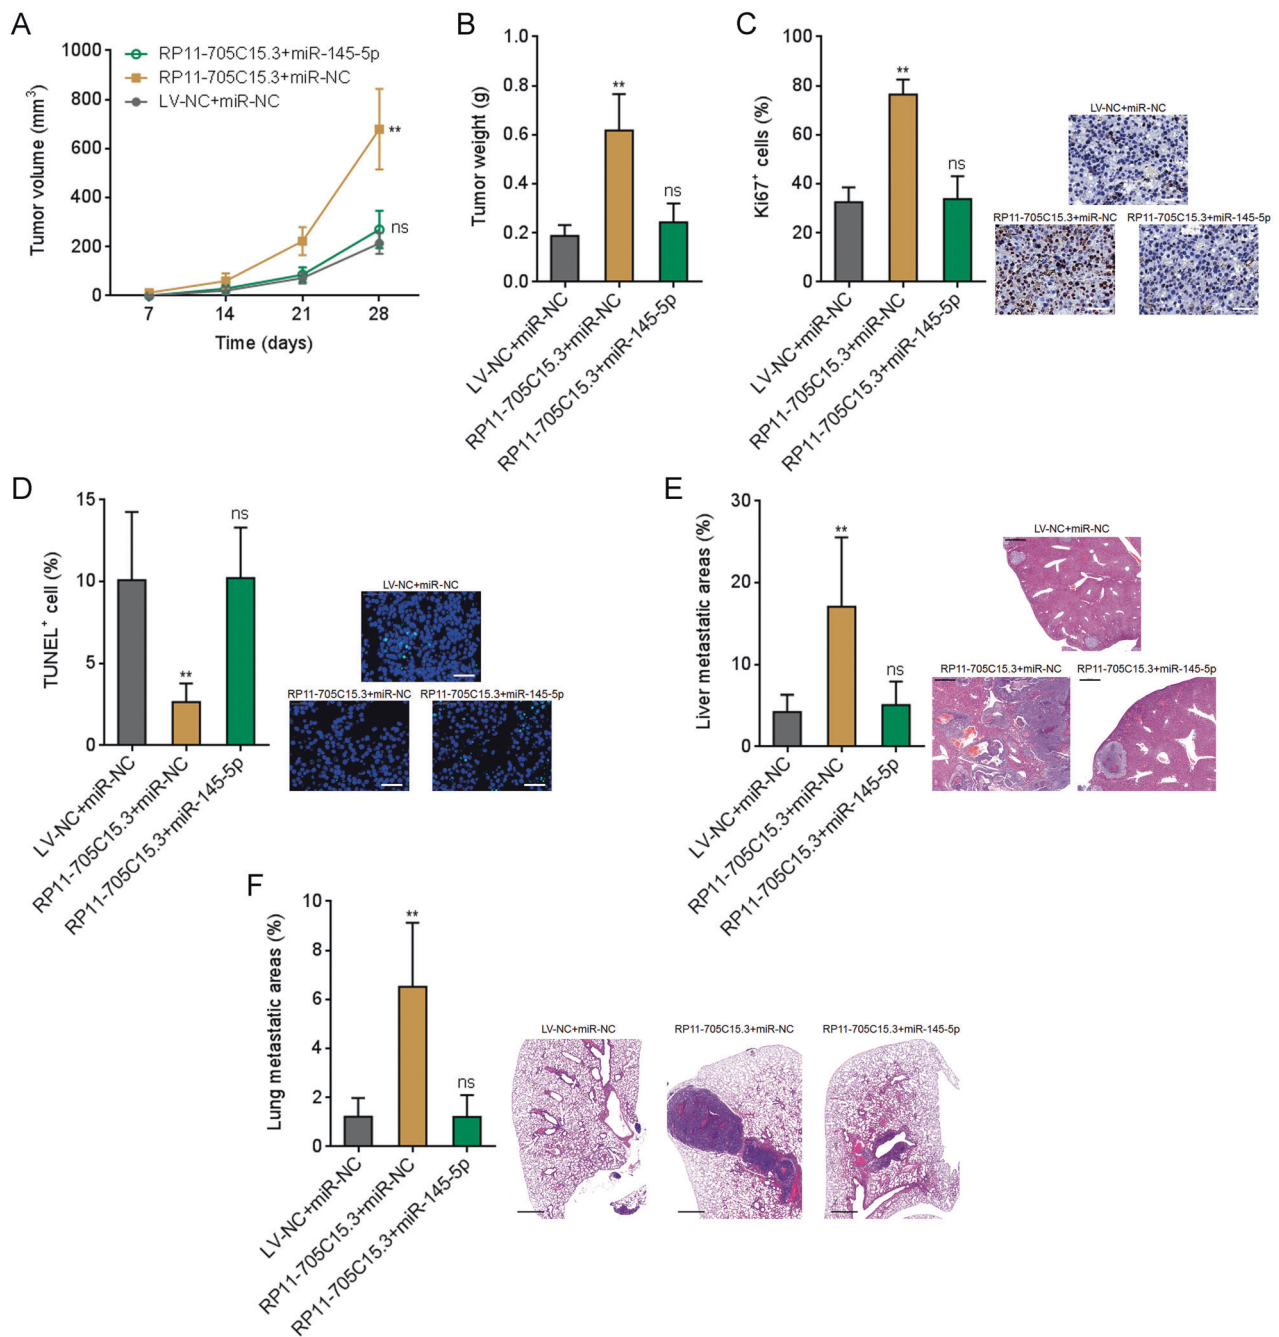 A
Tumor volume (mm³)
1000
800
600
400
200
0
RP11-705C15.3+miR-145-5p
RP11-705C15.3+miR-NC
LV-NC+miR-NC
**
ns
7
14
21
28
Time (days)
B
Tumor weight (g)
1.0
0.8
0.6
0.4
0.2
0.0
**
ns
LV-NC+miR-NC
RP11-705C15.3+miR-NC
RP11-705C15.3+miR-145-5p
C
Ki67⁺ cells (%)
100
80
60
40
20
0
**
ns
LV-NC+miR-NC
RP11-705C15.3+miR-NC
RP11-705C15.3+miR-145-5p
LV-NC+miR-NC
RP11-705C15.3+miR-NC
RP11-705C15.3+miR-145-5p
D
TUNEL⁺ cell (%)
15
10
5
0
**
ns
LV-NC+miR-NC
RP11-705C15.3+miR-NC
RP11-705C15.3+miR-145-5p
LV-NC+miR-NC
RP11-705C15.3+miR-NC
RP11-705C15.3+miR-145-5p
E
Liver metastatic areas (%)
30
20
10
0
**
ns
LV-NC+miR-NC
RP11-705C15.3+miR-NC
RP11-705C15.3+miR-145-5p
LV-NC+miR-NC
RP11-705C15.3+miR-NC
RP11-705C15.3+miR-145-5p
F
Lung metastatic areas (%)
10
8
6
4
2
0
**
ns
LV-NC+miR-NC
RP11-705C15.3+miR-NC
RP11-705C15.3+miR-145-5p
LV-NC+miR-NC
RP11-705C15.3+miR-NC
RP11-705C15.3+miR-145-5p